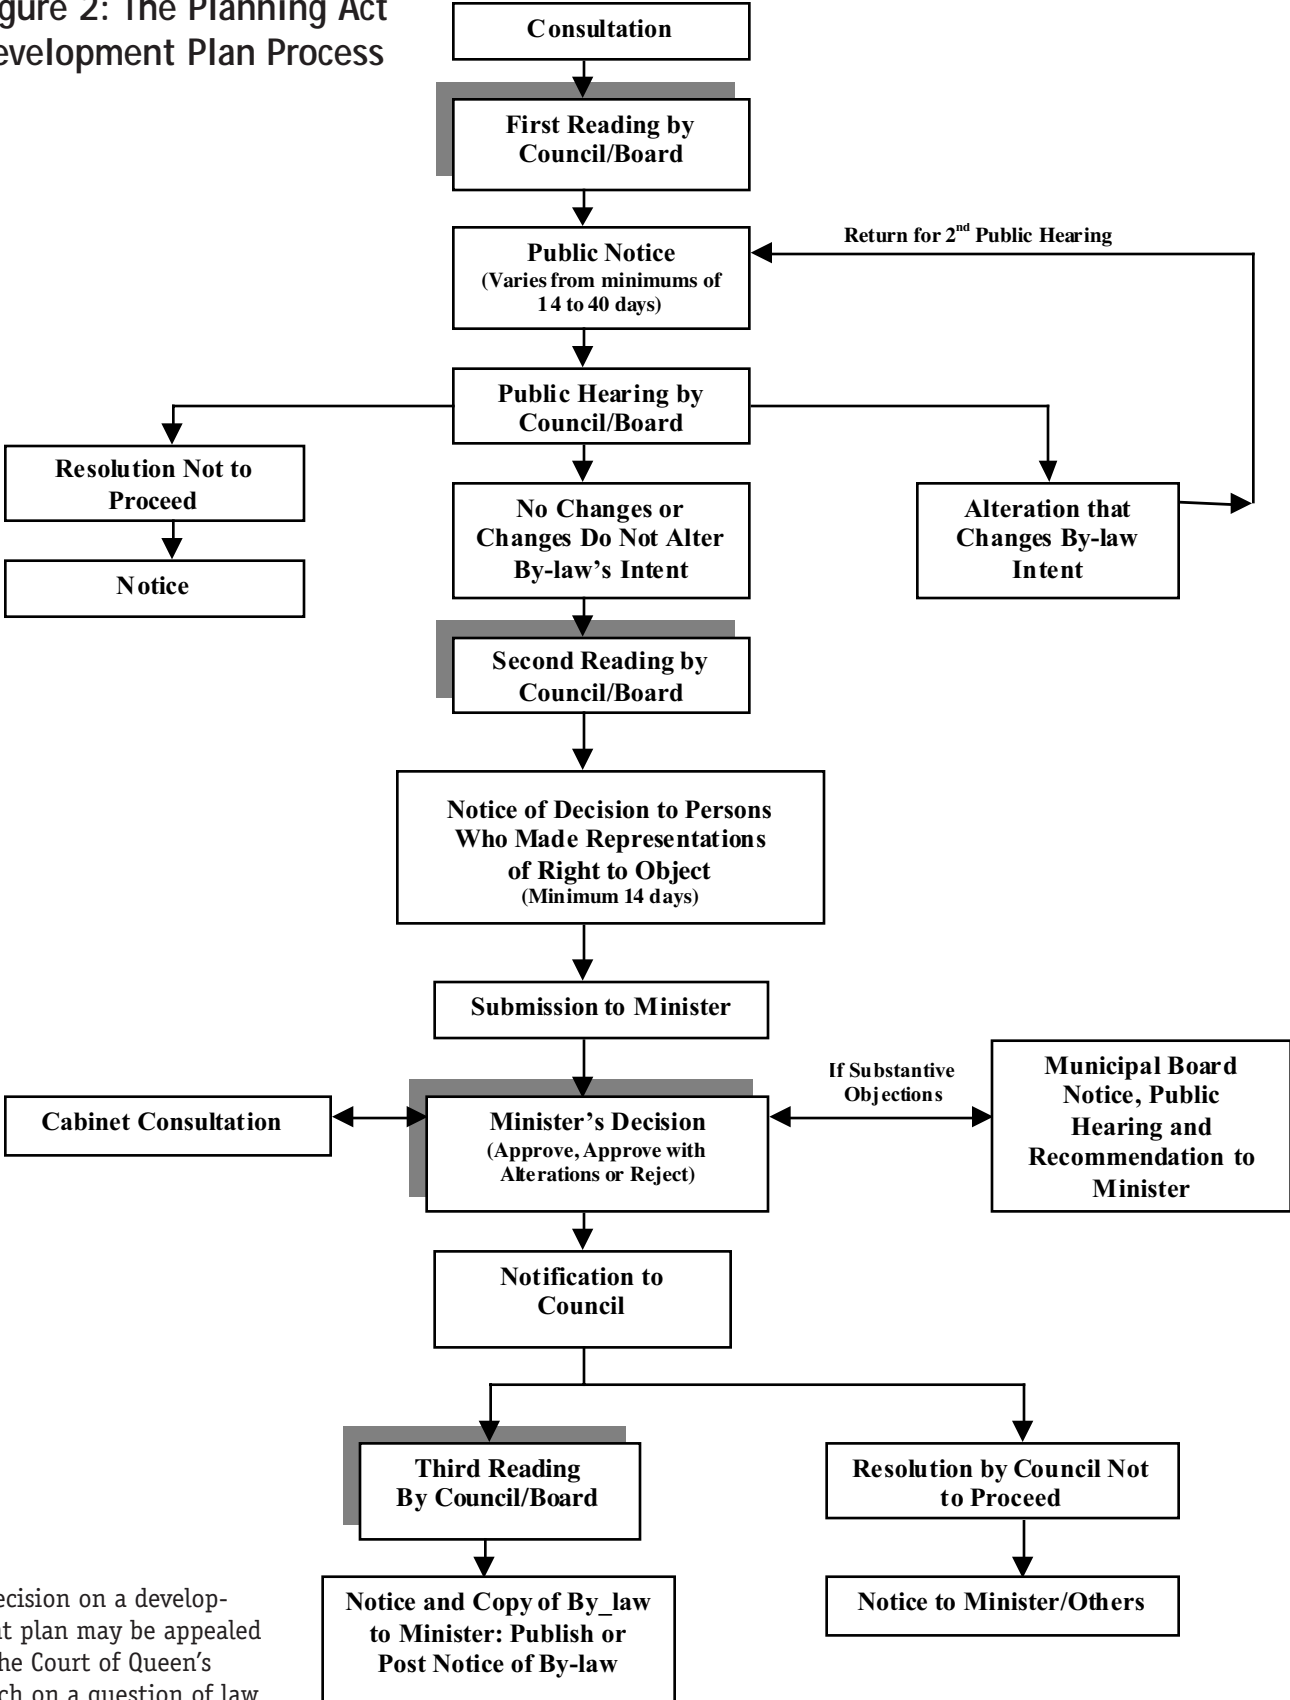 gure 2: The Planning Act
evelopment Plan Process
Consultation
First Reading by
Council/Board
Public Notice
(Varies from minimums of
14 to 40 days)
Return for 2nd Public Hearing
Public Hearing by
Council/Board
Resolution Not to
Proceed
Notice
No Changes or
Changes Do Not Alter
By-law's Intent
Alteration that
Changes By-law
Intent
Second Reading by
Council/Board
Notice of Decision to Persons
Who Made Representations
of Right to Object
(Minimum 14 days)
Submission to Minister
Cabinet Consultation
Minister's Decision
(Approve, Approve with
Alterations or Reject)
If Substantive
Objections
Municipal Board
Notice, Public
Hearing and
Recommendation to
Minister
Notification to
Council
Third Reading
By Council/Board
Resolution by Council Not
to Proceed
Notice and Copy of By_law
to Minister: Publish or
Post Notice of By-law
Notice to Minister/Others
ecision on a develop-
t plan may be appealed
he Court of Queen's
ch on a question of law